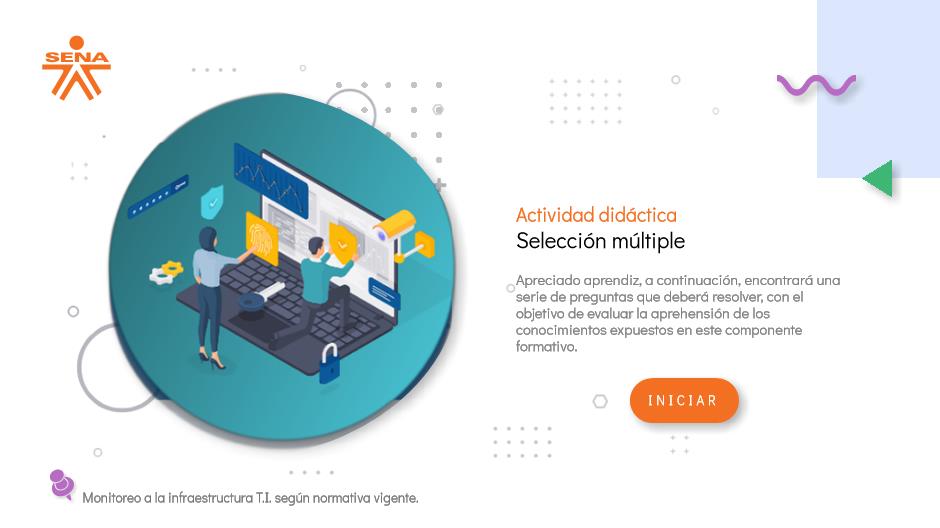 SENA
Actividad didáctica
Selección múltiple
Apreciado aprendiz, a continuación, encontrará una
serie de preguntas que deberá resolver, con el
objetivo de evaluar la aprehensión de los
conocimientos expuestos en este componente
formativo.
INICIAR
Monitoreo a la infraestructura T.I. según normativa vigente.